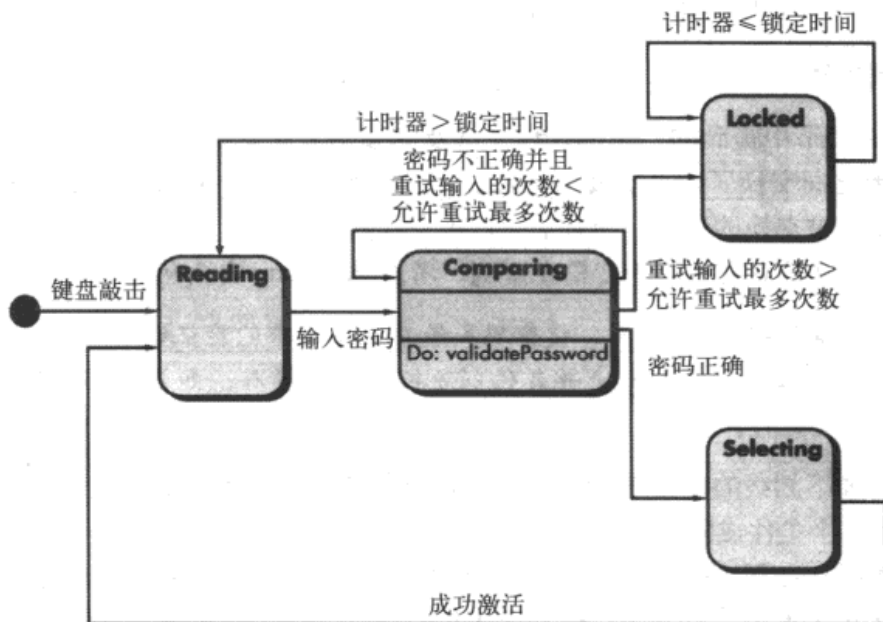 计时器≤锁定时间
Locked
计时器>锁定时间
密码不正确并且
重试输入的次数<
允许重试最多次数
Reading
Comparing
重试输入的次数>
允许重试最多次数
键盘敲击
输入密码
Do: validatePassword
密码正确
Selecting
成功激活